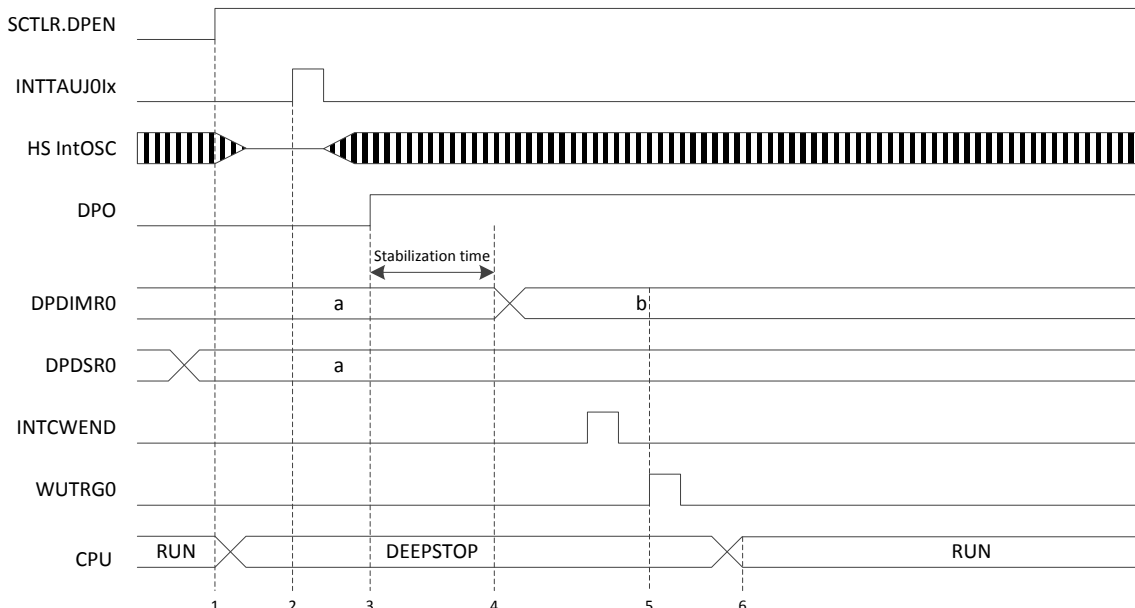 SCTLR.DPEN
INTTAUJ0Ix
HS IntOSC
DPO
Stabilization time
DPDIMR0
a
b
DPDSR0
a
INTCWEND
WUTRG0
CPU
RUN
DEEPSTOP
RUN
1 2 3 4 5 6